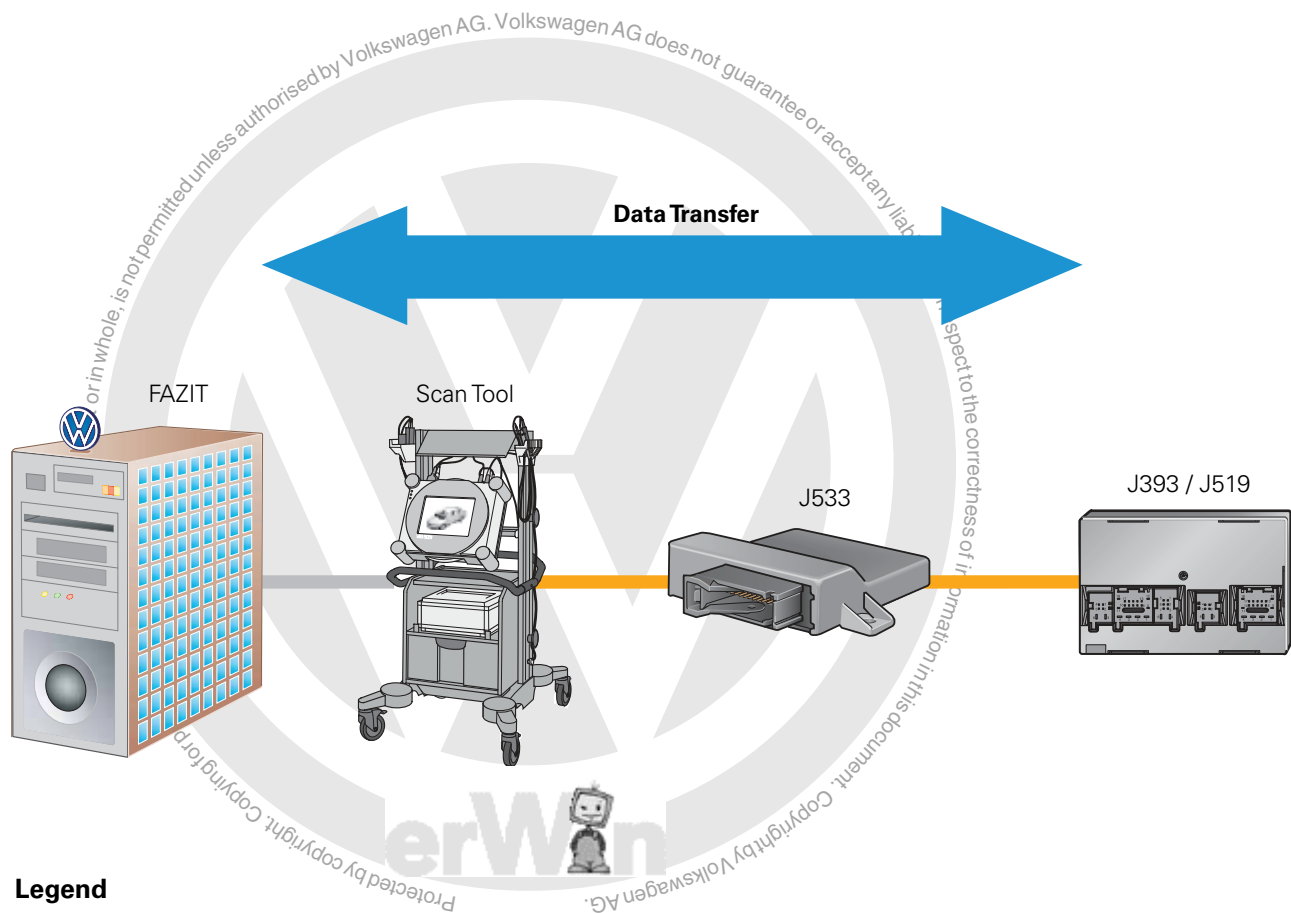 Protected by copyright. Copying for p
or in whole, is not permitted unless authorised by Volkswagen AG. Volkswagen AG does not guarantee or accept any liab
spect to the correctness of in
ormation in this document. Copyright by Volkswagen AG.
Data Transfer
FAZIT
Scan Tool
J533
J393 / J519
erWin
Legend